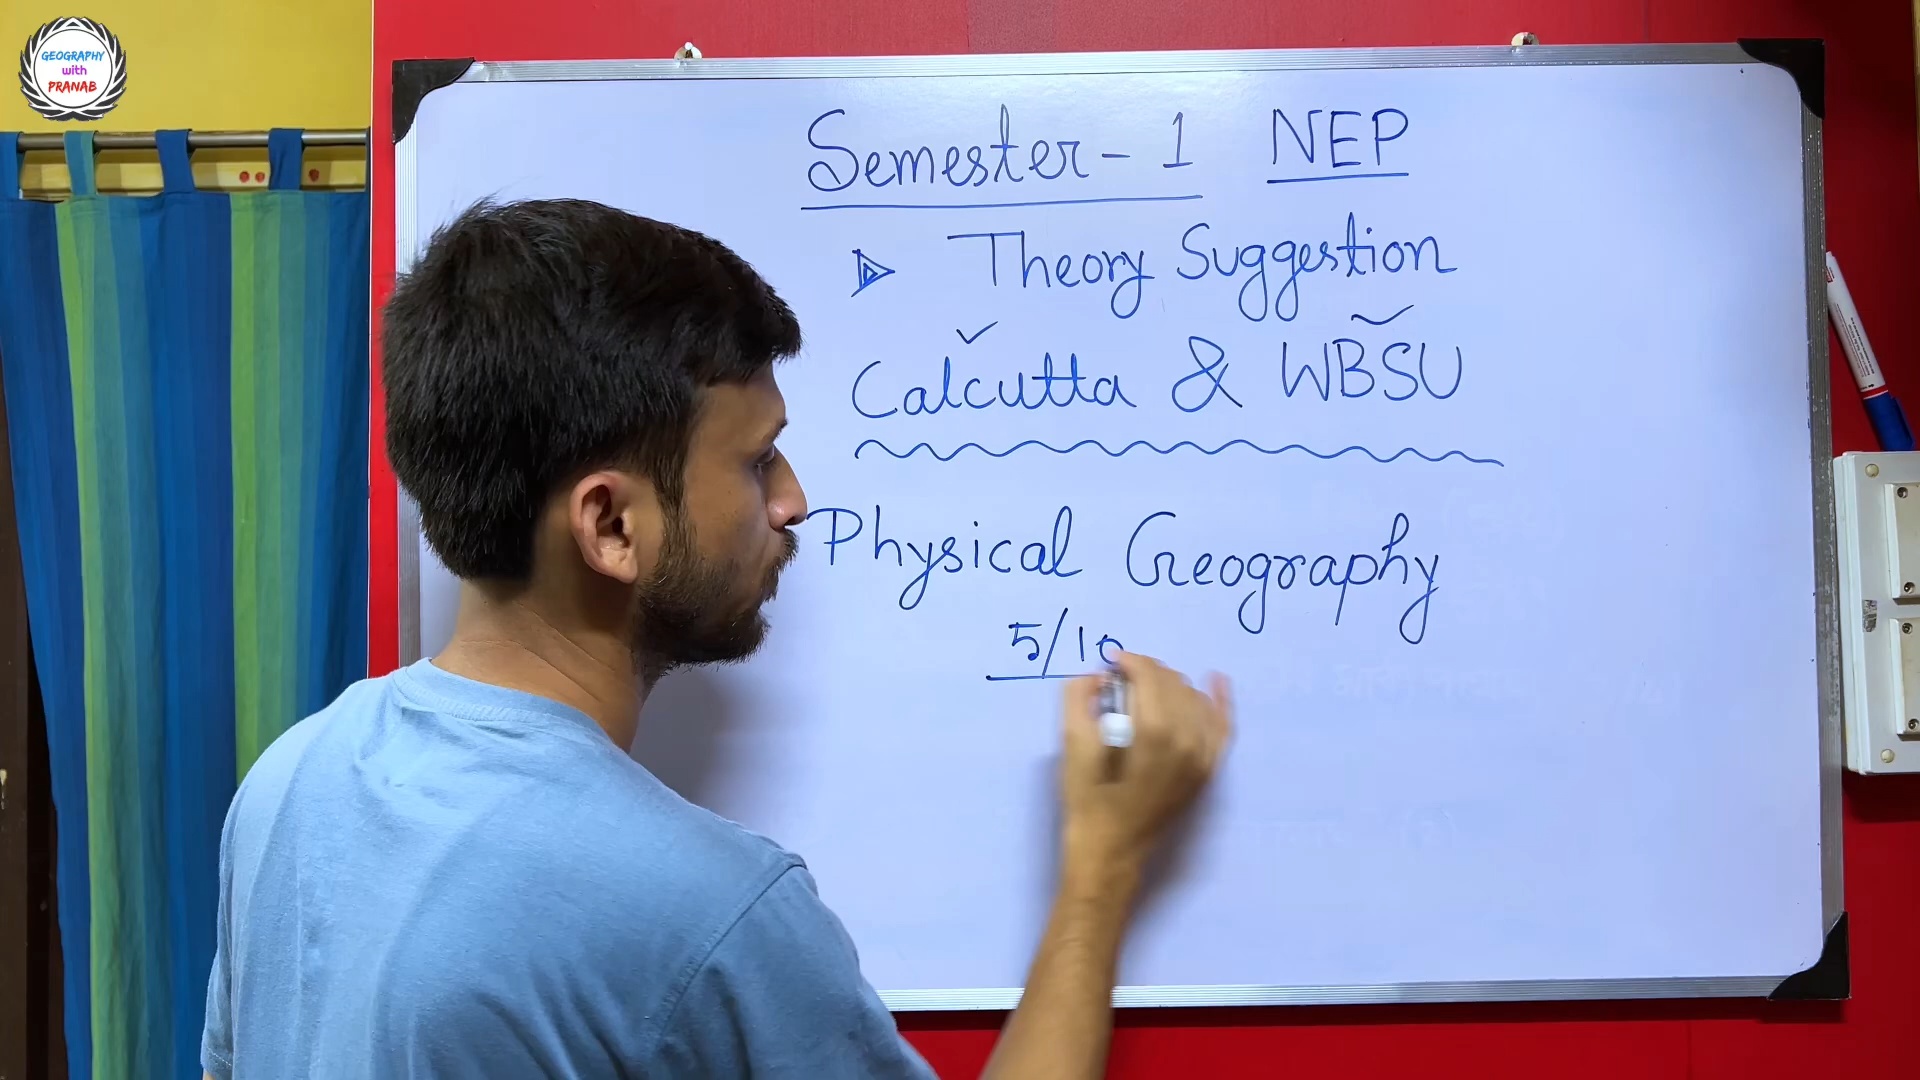 GEOGRAPHY
with
PRANAB
Semester - 1 NEP
Theory Suggestion
Calcutta & WBSU
Physical Geography
5/10